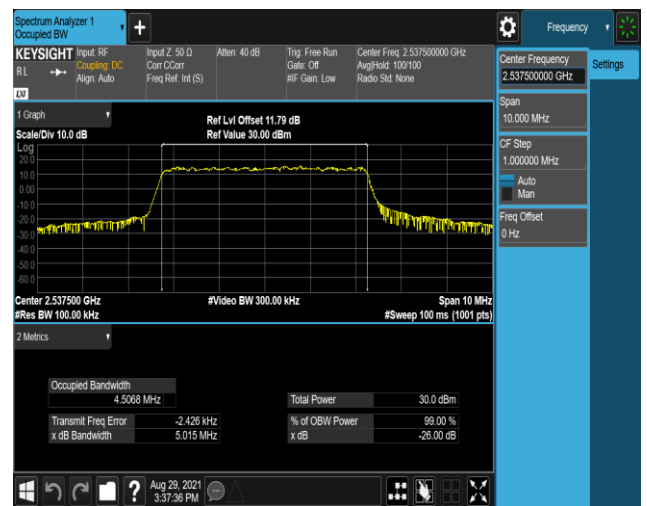 Spectrum Analyzer 1
Occupied BW
+
Frequency
KEYSIGHT
RL
LXI
Input: RF
Coupling: DC
Align: Auto
Input Z: 50 Ω
Corr CCorr
Freq Ref: Int (S)
Atten: 40 dB
Trig: Free Run
Gate: Off
#IF Gain: Low
Center Freq: 2.537500000 GHz
Avg|Hold: 100/100
Radio Std: None
Center Frequency
2.537500000 GHz
Settings
Span
10.000 MHz
CF Step
1.000000 MHz
Auto
Man
Freq Offset
0 Hz
1 Graph
Scale/Div 10.0 dB
Ref Lvl Offset 11.79 dB
Ref Value 30.00 dBm
Log
20.0
10.0
0.00
-10.0
-20.0
-30.0
-40.0
-50.0
-60.0
Center 2.537500 GHz
#Video BW 300.00 kHz
Span 10 MHz
#Res BW 100.00 kHz
#Sweep 100 ms (1001 pts)
2 Metrics
Occupied Bandwidth
4.5068 MHz
Total Power 30.0 dBm
Transmit Freq Error -2.426 kHz
% of OBW Power 99.00 %
x dB Bandwidth 5.015 MHz
x dB -26.00 dB
?
Aug 29, 2021
3:37:36 PM